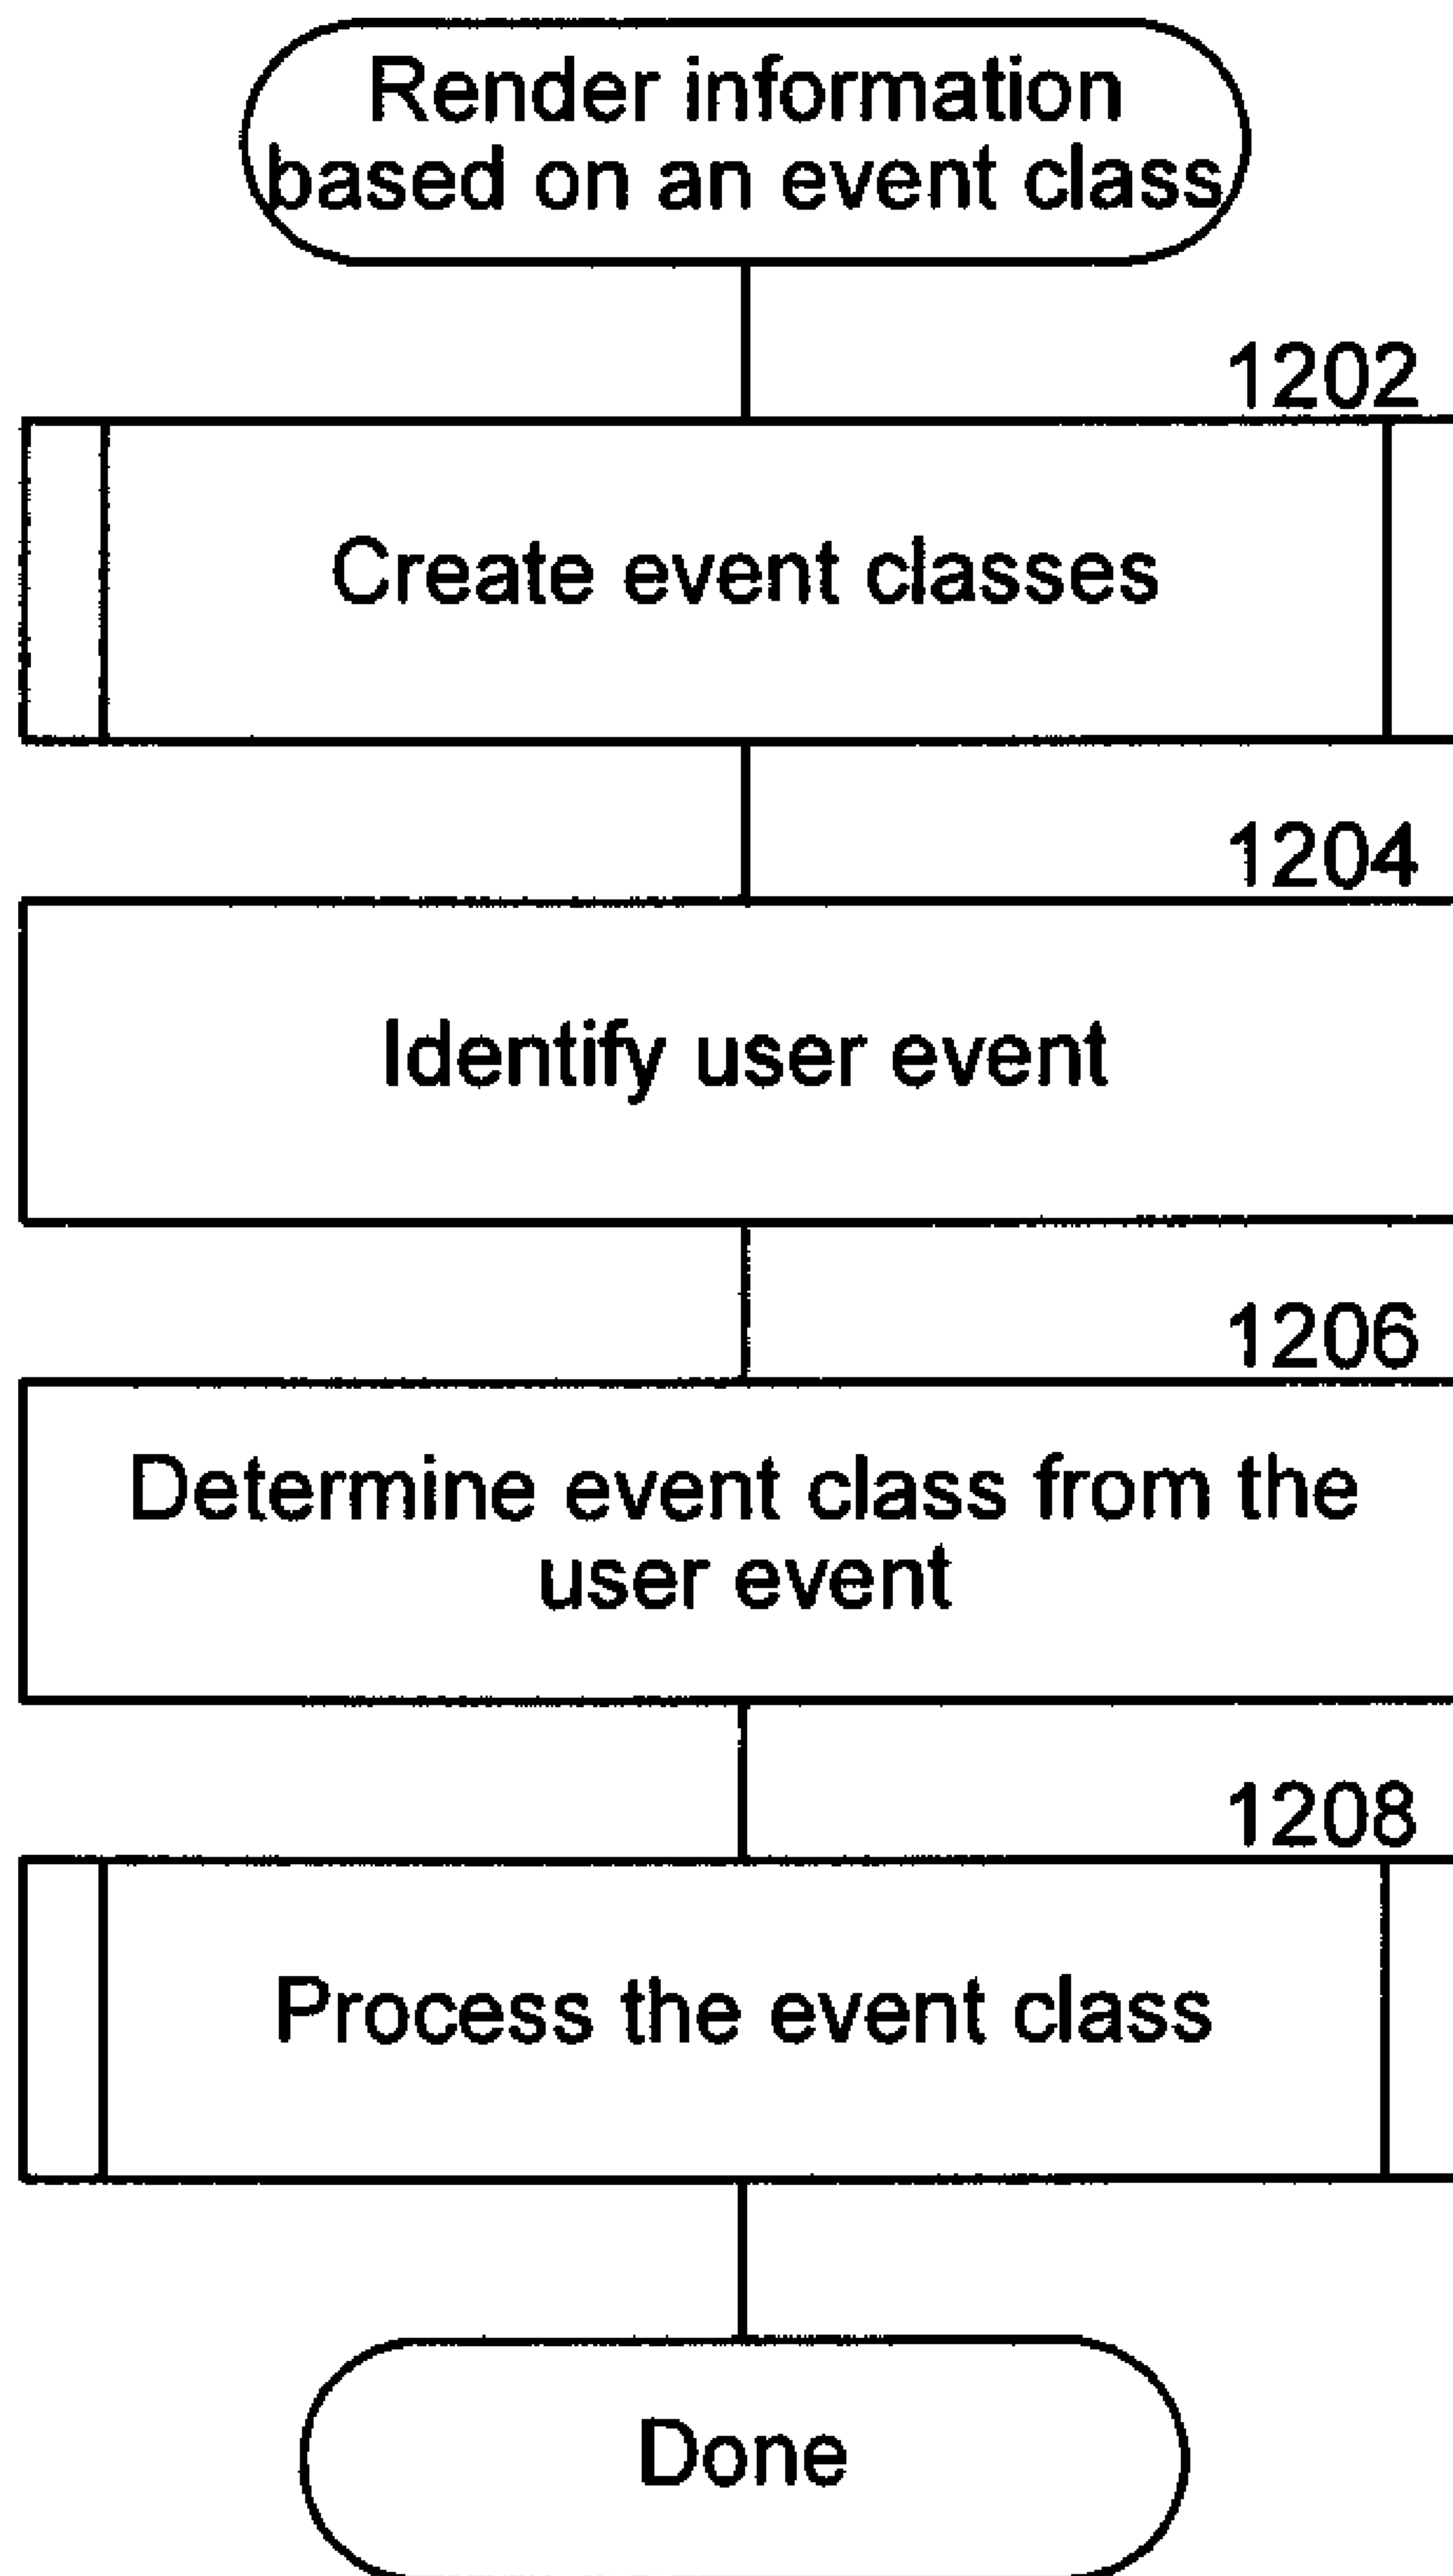 Render information
based on an event class
1202
Create event classes
1204
Identify user event
1206
Determine event class from the
user event
1208
Process the event class
Done